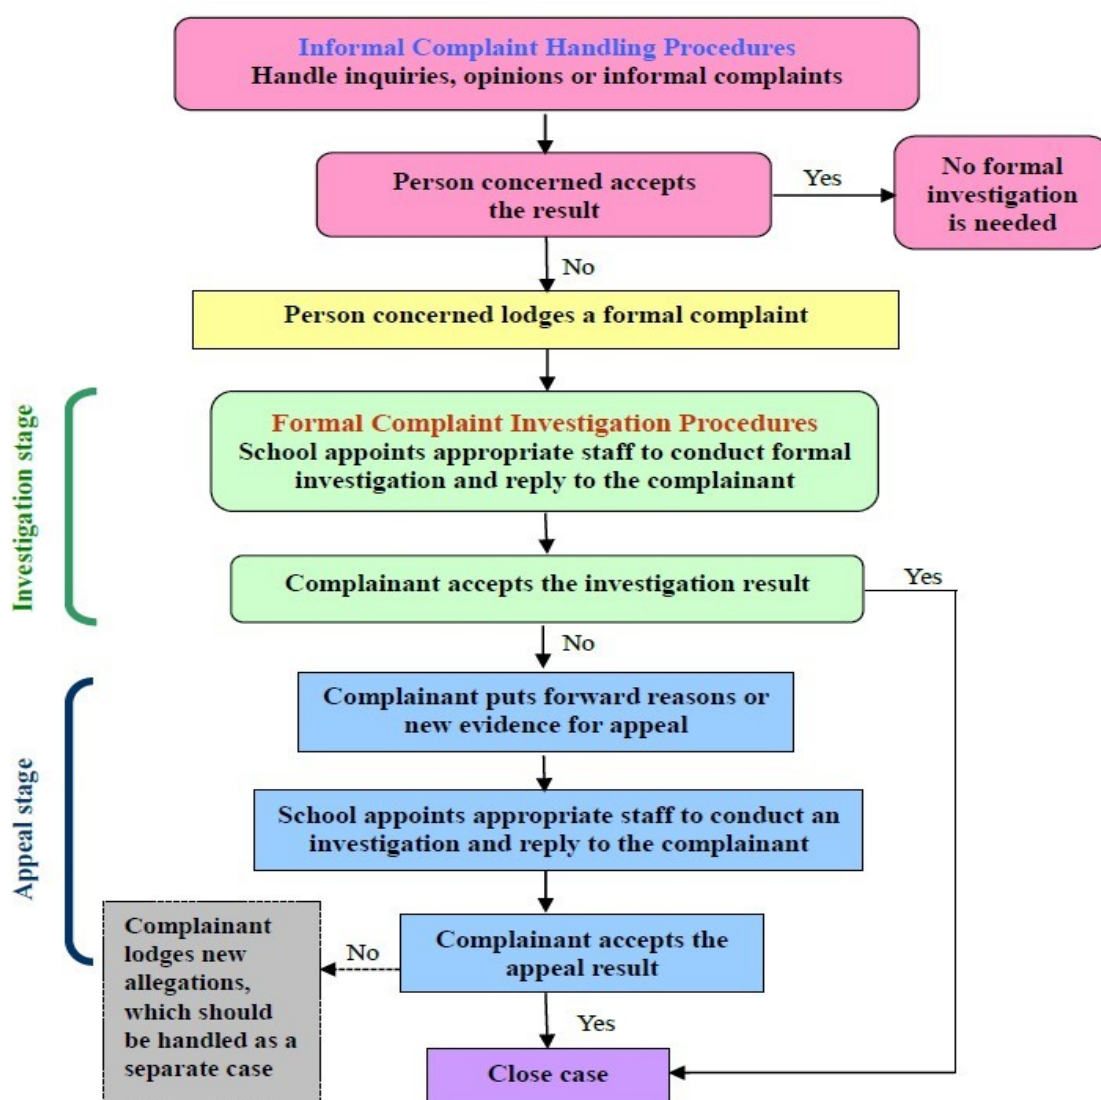 Informal Complaint Handling Procedures
Handle inquiries, opinions or informal complaints
Person concerned accepts
the result
Yes
No formal
investigation
is needed
No
Person concerned lodges a formal complaint
Investigation stage
Formal Complaint Investigation Procedures
School appoints appropriate staff to conduct formal
investigation and reply to the complainant
Complainant accepts the investigation result
Yes
No
Appeal stage
Complainant puts forward reasons or
new evidence for appeal
School appoints appropriate staff to conduct an
investigation and reply to the complainant
Complainant accepts the
appeal result
No
Complainant
lodges new
allegations,
which should
be handled as a
separate case
Yes
Close case